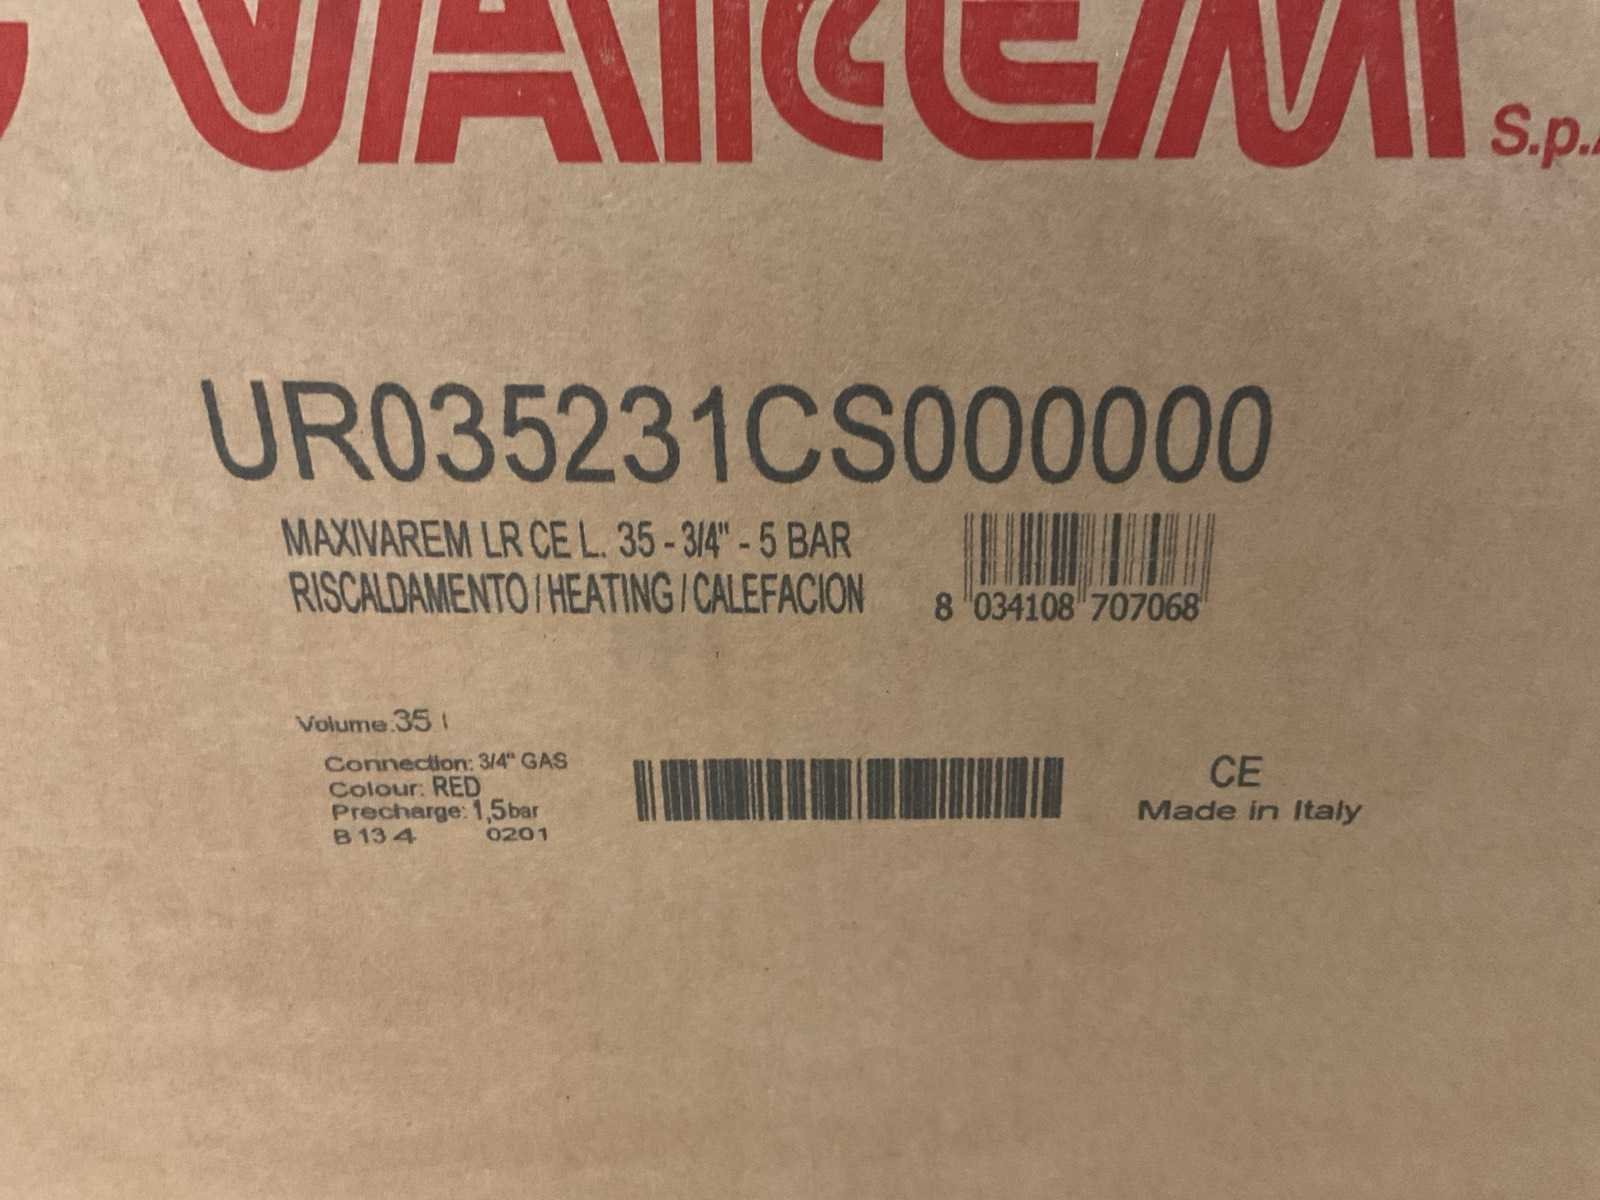 VAREM S.p.A
UR035231CS000000
MAXIVAREM LR CE L. 35 - 3/4" - 5 BAR
RISCALDAMENTO / HEATING / CALEFACION
8 034108 707068
Volume.35 l
Connection: 3/4" GAS
Colour: RED
Precharge: 1,5 bar
B 13 4 0201
CE
Made in Italy